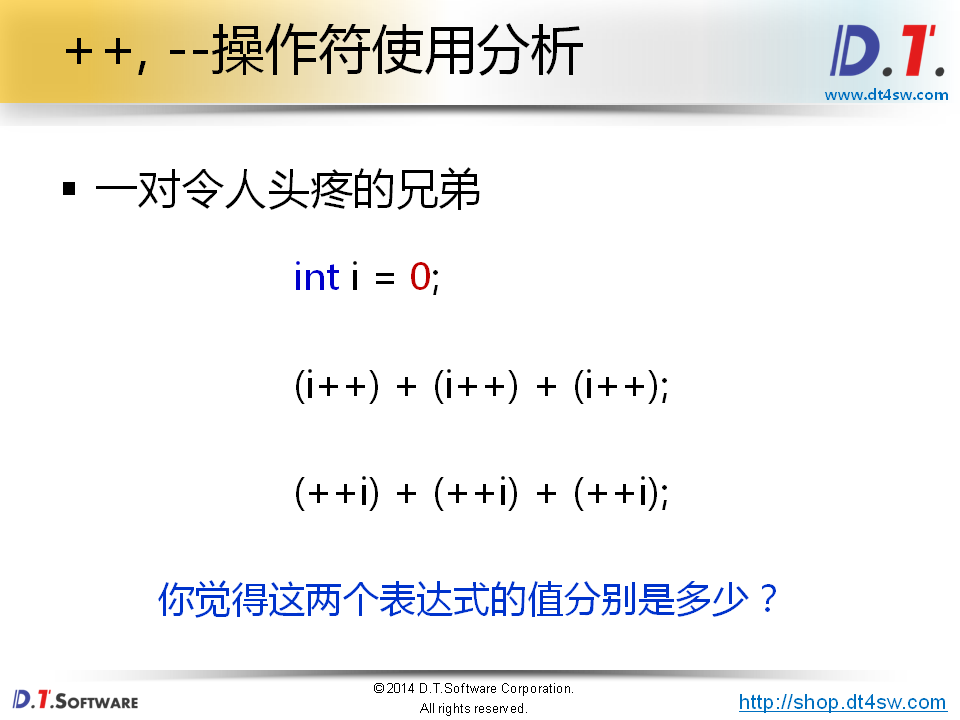 ++, --操作符使用分析
D.T.
www.dt4sw.com
▪ 一对令人头疼的兄弟
int i = 0;
(i++) + (i++) + (i++);
(++i) + (++i) + (++i);
你觉得这两个表达式的值分别是多少？
D.T.SOFTWARE
©2014 D.T.Software Corporation.
All rights reserved.
http://shop.dt4sw.com